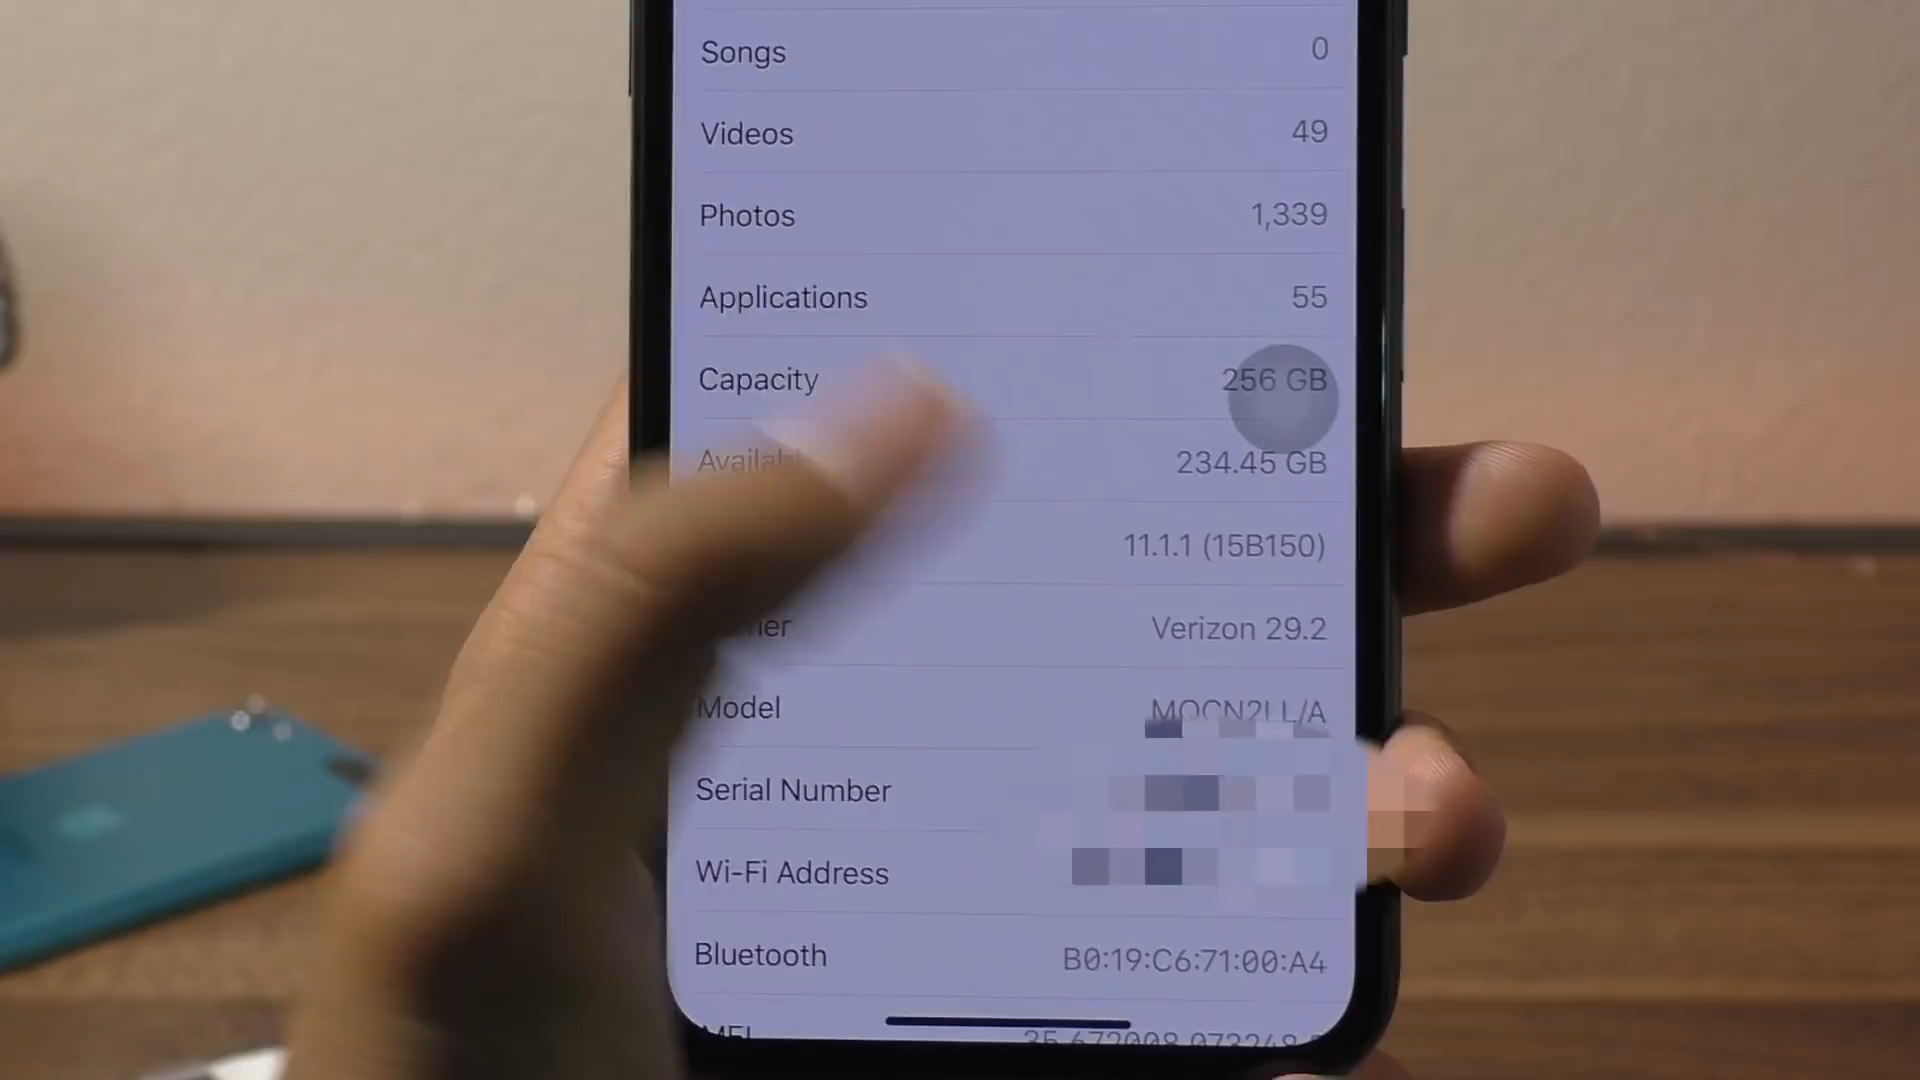 Songs 0
Videos 49
Photos 1,339
Applications 55
Capacity 256 GB
234.45 GB
11.1.1 (15B150)
Verizon 29.2
Model MQCN2LL/A
Serial Number
Wi-Fi Address
Bluetooth B0:19:C6:71:00:A4